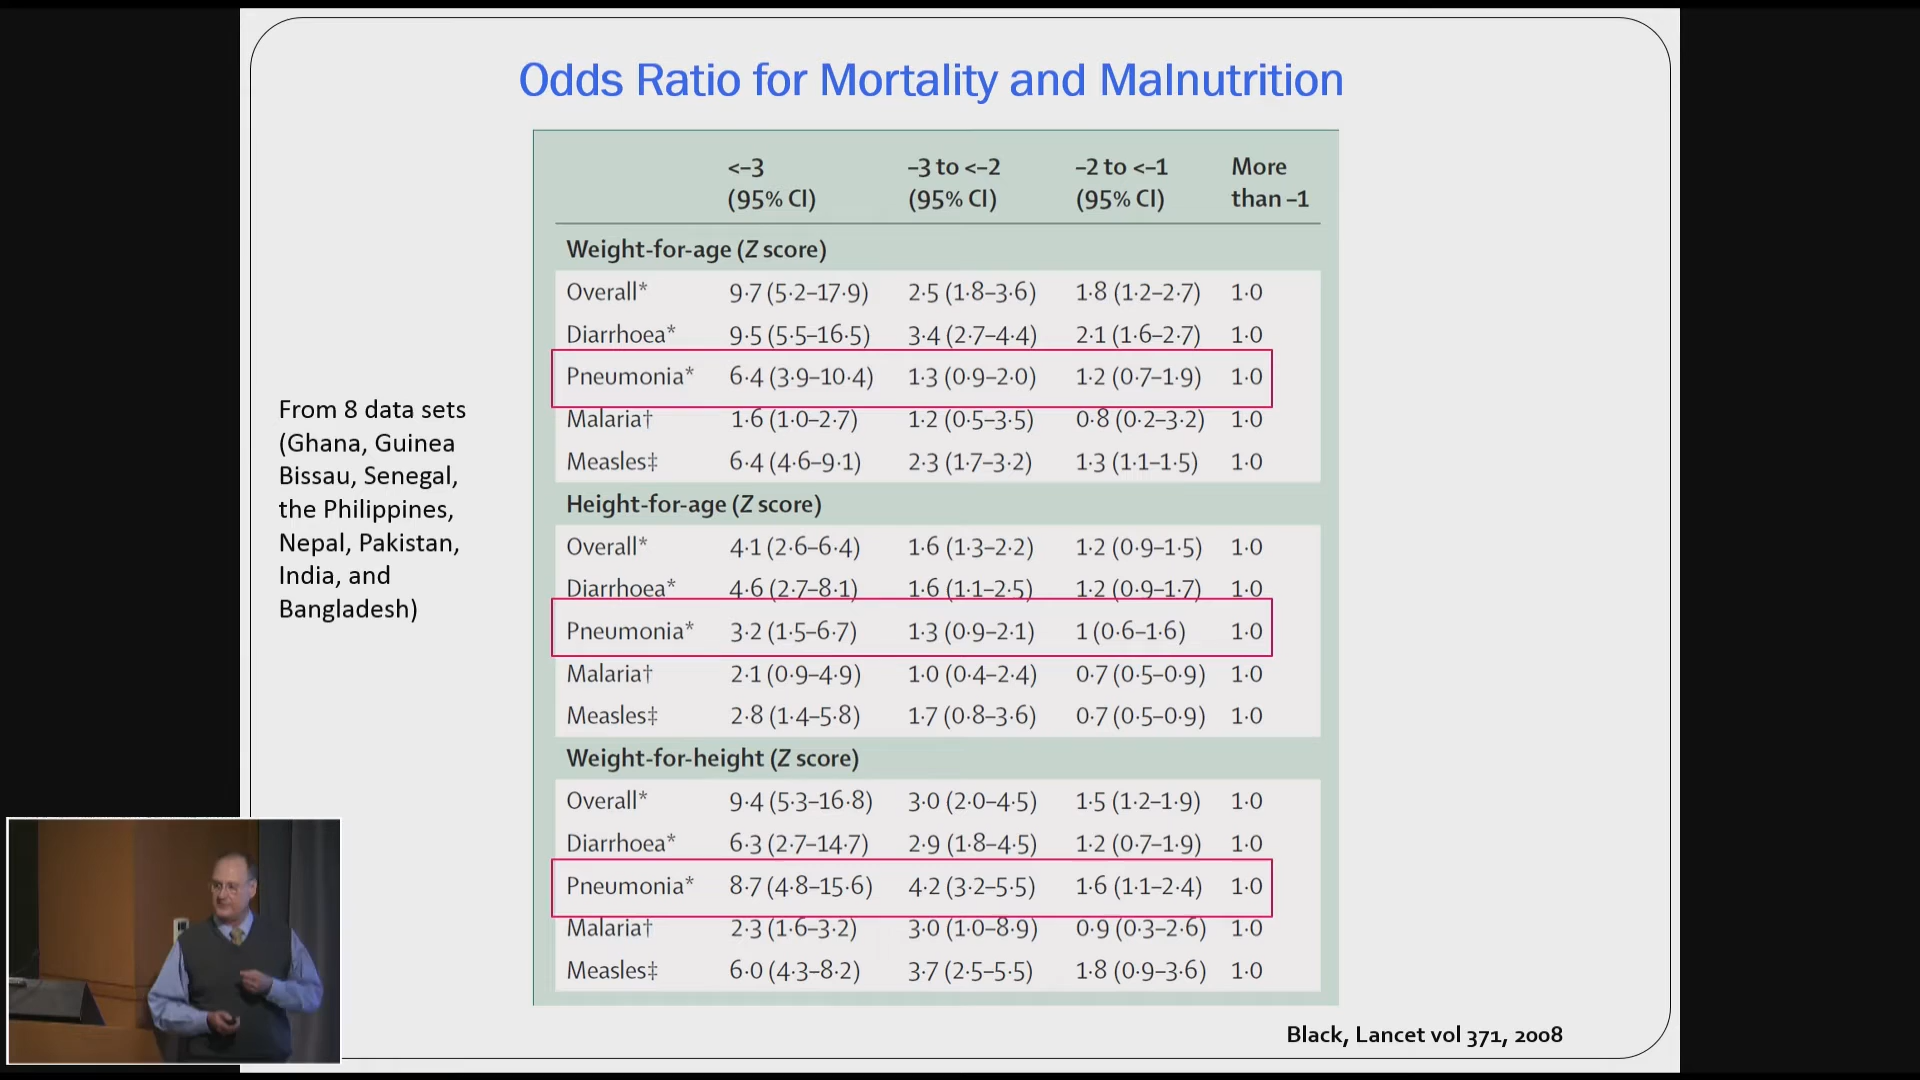 Odds Ratio for Mortality and Malnutrition
<–3 –3 to <–2 –2 to <–1 More
(95% CI) (95% CI) (95% CI) than –1
Weight-for-age (Z score)
Overall* 9·7 (5·2–17·9) 2·5 (1·8–3·6) 1·8 (1·2–2·7) 1·0
Diarrhoea* 9·5 (5·5–16·5) 3·4 (2·7–4·4) 2·1 (1·6–2·7) 1·0
Pneumonia* 6·4 (3·9–10·4) 1·3 (0·9–2·0) 1·2 (0·7–1·9) 1·0
Malaria† 1·6 (1·0–2·7) 1·2 (0·5–3·5) 0·8 (0·2–3·2) 1·0
Measles‡ 6·4 (4·6–9·1) 2·3 (1·7–3·2) 1·3 (1·1–1·5) 1·0
Height-for-age (Z score)
Overall* 4·1 (2·6–6·4) 1·6 (1·3–2·2) 1·2 (0·9–1·5) 1·0
Diarrhoea* 4·6 (2·7–8·1) 1·6 (1·1–2·5) 1·2 (0·9–1·7) 1·0
Pneumonia* 3·2 (1·5–6·7) 1·3 (0·9–2·1) 1 (0·6–1·6) 1·0
Malaria† 2·1 (0·9–4·9) 1·0 (0·4–2·4) 0·7 (0·5–0·9) 1·0
Measles‡ 2·8 (1·4–5·8) 1·7 (0·8–3·6) 0·7 (0·5–0·9) 1·0
Weight-for-height (Z score)
Overall* 9·4 (5·3–16·8) 3·0 (2·0–4·5) 1·5 (1·2–1·9) 1·0
Diarrhoea* 6·3 (2·7–14·7) 2·9 (1·8–4·5) 1·2 (0·7–1·9) 1·0
Pneumonia* 8·7 (4·8–15·6) 4·2 (3·2–5·5) 1·6 (1·1–2·4) 1·0
Malaria† 2·3 (1·6–3·2) 3·0 (1·0–8·9) 0·9 (0·3–2·6) 1·0
Measles‡ 6·0 (4·3–8·2) 3·7 (2·5–5·5) 1·8 (0·9–3·6) 1·0
From 8 data sets
(Ghana, Guinea
Bissau, Senegal,
the Philippines,
Nepal, Pakistan,
India, and
Bangladesh)
Black, Lancet vol 371, 2008